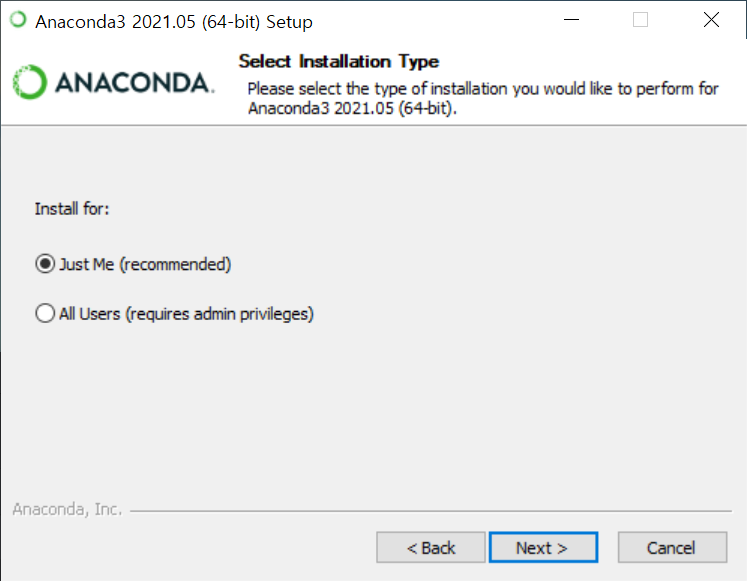 Anaconda3 2021.05 (64-bit) Setup
ANACONDA.
Select Installation Type
Please select the type of installation you would like to perform for
Anaconda3 2021.05 (64-bit).
Install for:
Just Me (recommended)
All Users (requires admin privileges)
Anaconda, Inc.
< Back
Next >
Cancel